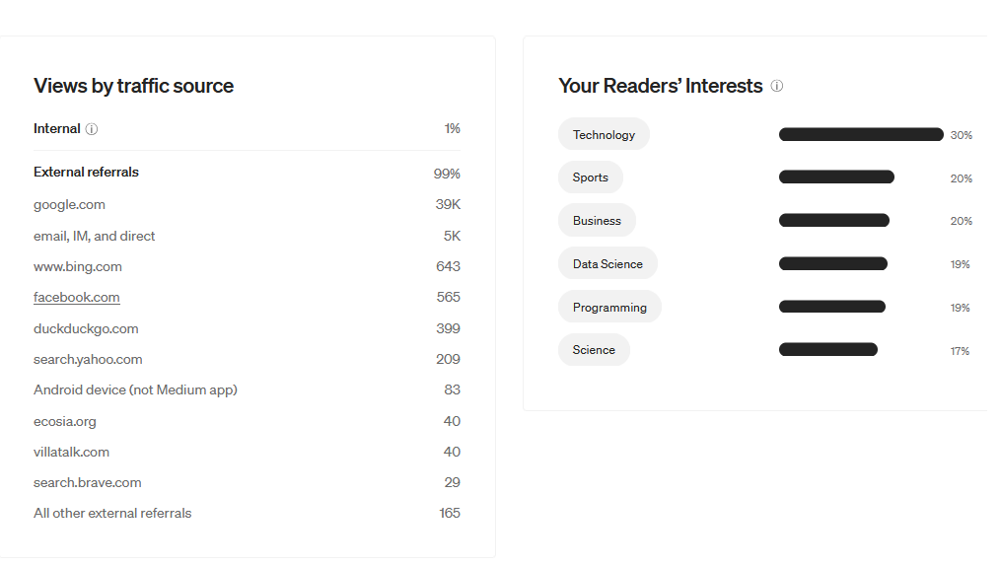 Views by traffic source
Internal 1%
External referrals 99%
google.com 39K
email, IM, and direct 5K
www.bing.com 643
facebook.com 565
duckduckgo.com 399
search.yahoo.com 209
Android device (not Medium app) 83
ecosia.org 40
villatalk.com 40
search.brave.com 29
All other external referrals 165
Your Readers’ Interests
Technology 30%
Sports 20%
Business 20%
Data Science 19%
Programming 19%
Science 17%